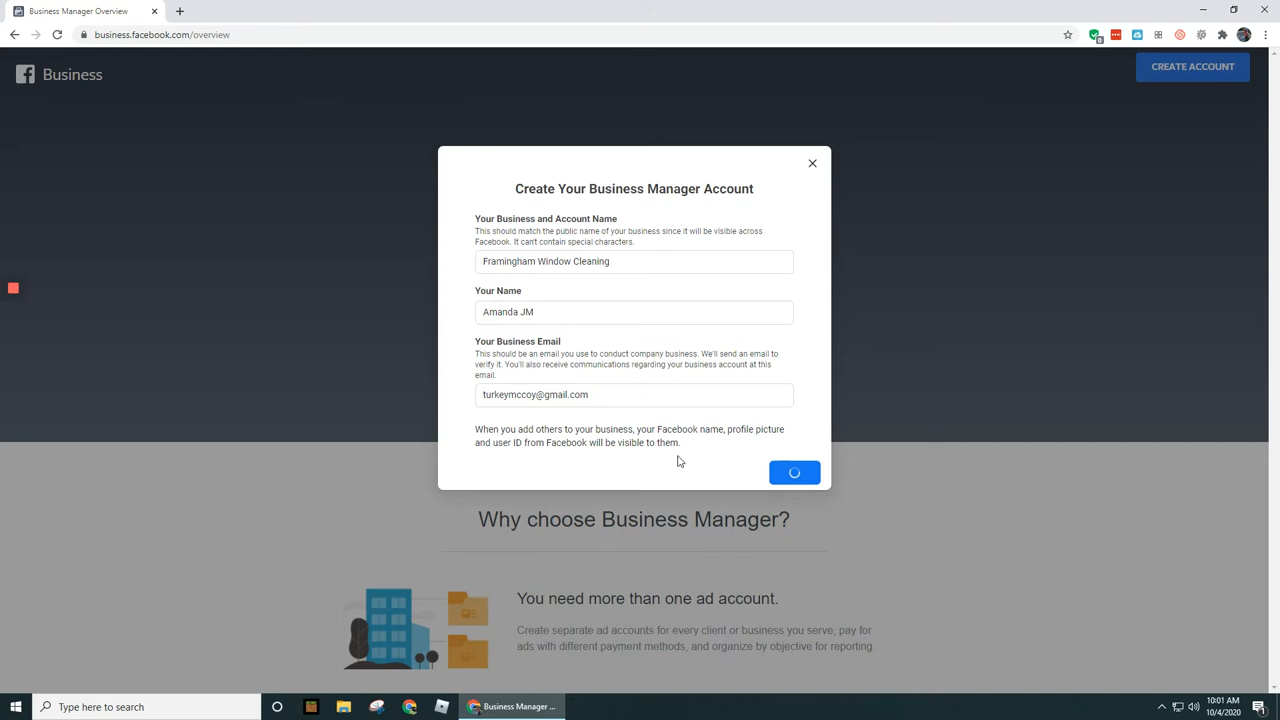 Business Manager Overview
business.facebook.com/overview
Business
CREATE ACCOUNT
Create Your Business Manager Account
Your Business and Account Name
This should match the public name of your business since it will be visible across
Facebook. It can't contain special characters.
Framingham Window Cleaning
Your Name
Amanda JM
Your Business Email
This should be an email you use to conduct company business. We'll send an email to
verify it. You'll also receive communications regarding your business account at this
email.
turkeymccoy@gmail.com
When you add others to your business, your Facebook name, profile picture
and user ID from Facebook will be visible to them.
Why choose Business Manager?
You need more than one ad account.
Create separate ad accounts for every client or business you serve, pay for
ads with different payment methods, and organize by objective for reporting.
Type here to search
Business Manager ...
10:01 AM
10/4/2020